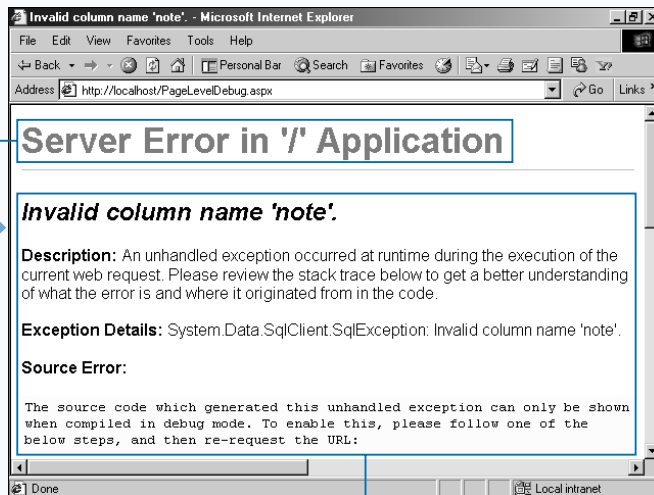 Invalid column name 'note'. - Microsoft Internet Explorer
File Edit View Favorites Tools Help
Back Personal Bar Search Favorites
Address http://localhost/PageLevelDebug.aspx Go Links
Server Error in '/' Application
Invalid column name 'note'.
Description: An unhandled exception occurred at runtime during the execution of the
current web request. Please review the stack trace below to get a better understanding
of what the error is and where it originated from in the code.
Exception Details: System.Data.SqlClient.SqlException: Invalid column name 'note'.
Source Error:
The source code which generated this unhandled exception can only be shown
when compiled in debug mode. To enable this, please follow one of the
below steps, and then re-request the URL:
Done Local intranet